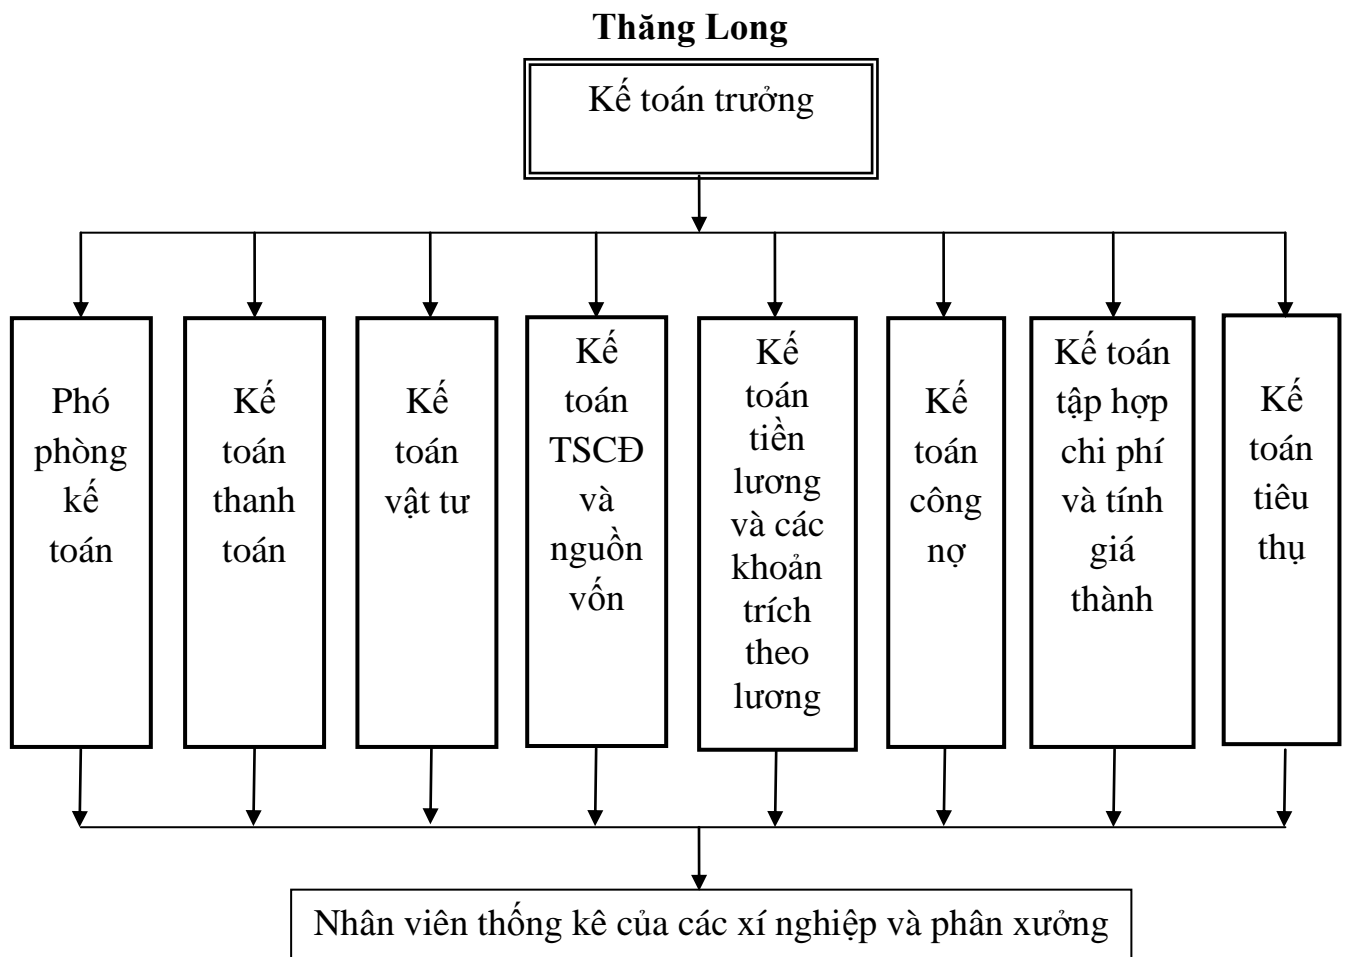 Thăng Long
Kế toán trưởng
Phó
phòng
kế
toán
Kế
toán
thanh
toán
Kế
toán
vật tư
Kế
toán
TSCĐ
và
nguồn
vốn
Kế
toán
tiền
lương
và các
khoản
trích
theo
lương
Kế
toán
công
nợ
Kế toán
tập hợp
chi phí
và tính
giá
thành
Kế
toán
tiêu
thụ
Nhân viên thống kê của các xí nghiệp và phân xưởng